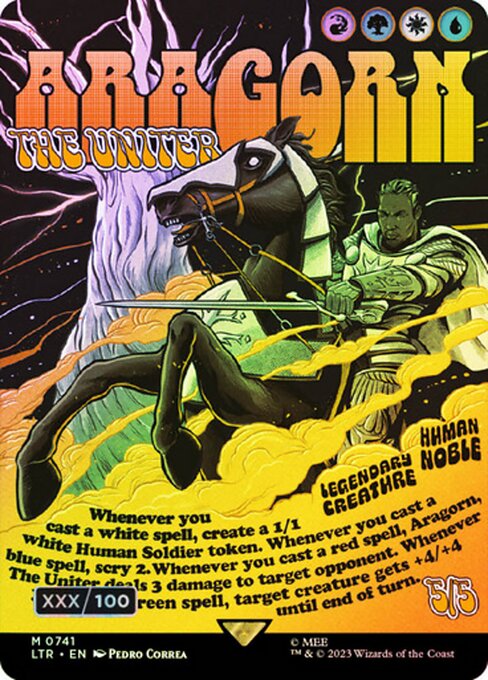 ARAGORN
THE UNITER
LEGENDARY HUMAN
CREATURE NOBLE
Whenever you
cast a white spell, create a 1/1
white Human Soldier token. Whenever you cast a
blue spell, scry 2. Whenever you cast a red spell, Aragorn,
The Uniter deals 3 damage to target opponent. Whenever
spell, target creature gets +4/+4
until end of turn.
5/5
XXX/100
M 0741
LTR • EN Pedro Correa
© MEE
™ & © 2023 Wizards of the Coast